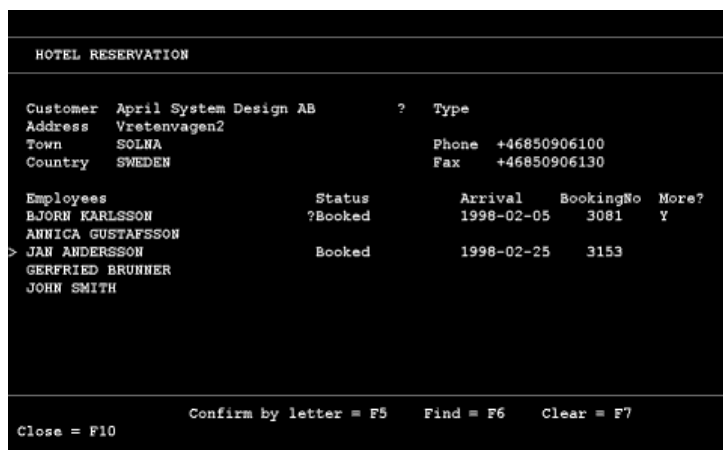 HOTEL RESERVATION
Customer April System Design AB ? Type
Address Vretenvagen2
Town SOLNA Phone +46850906100
Country SWEDEN Fax +46850906130
Employees Status Arrival BookingNo More?
BJORN KARLSSON ?Booked 1998-02-05 3081 Y
ANNICA GUSTAFSSON
> JAN ANDERSSON Booked 1998-02-25 3153
GERFRIED BRUNNER
JOHN SMITH
Confirm by letter = F5 Find = F6 Clear = F7
Close = F10